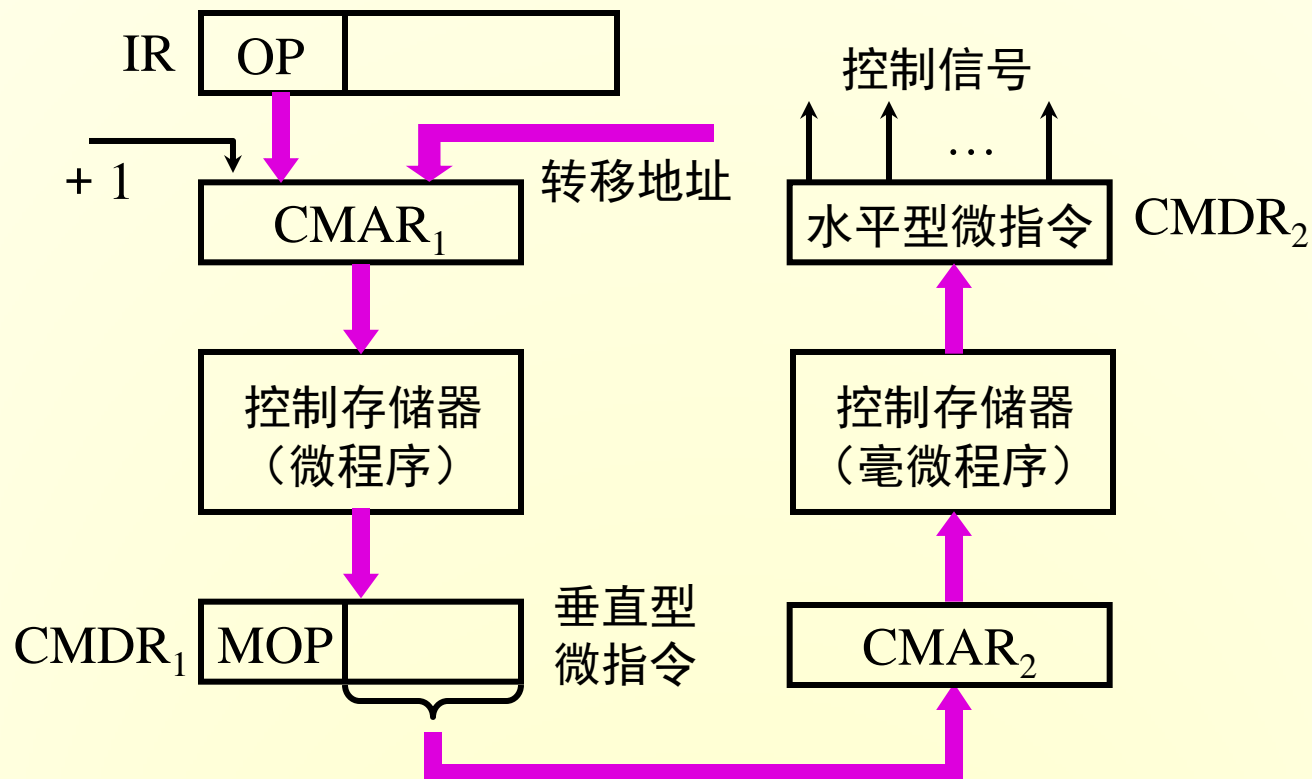 IR
OP
+ 1
转移地址
CMAR₁
控制存储器
（微程序）
CMDR₁
MOP
垂直型
微指令
控制信号
…
水平型微指令
CMDR₂
控制存储器
（毫微程序）
CMAR₂